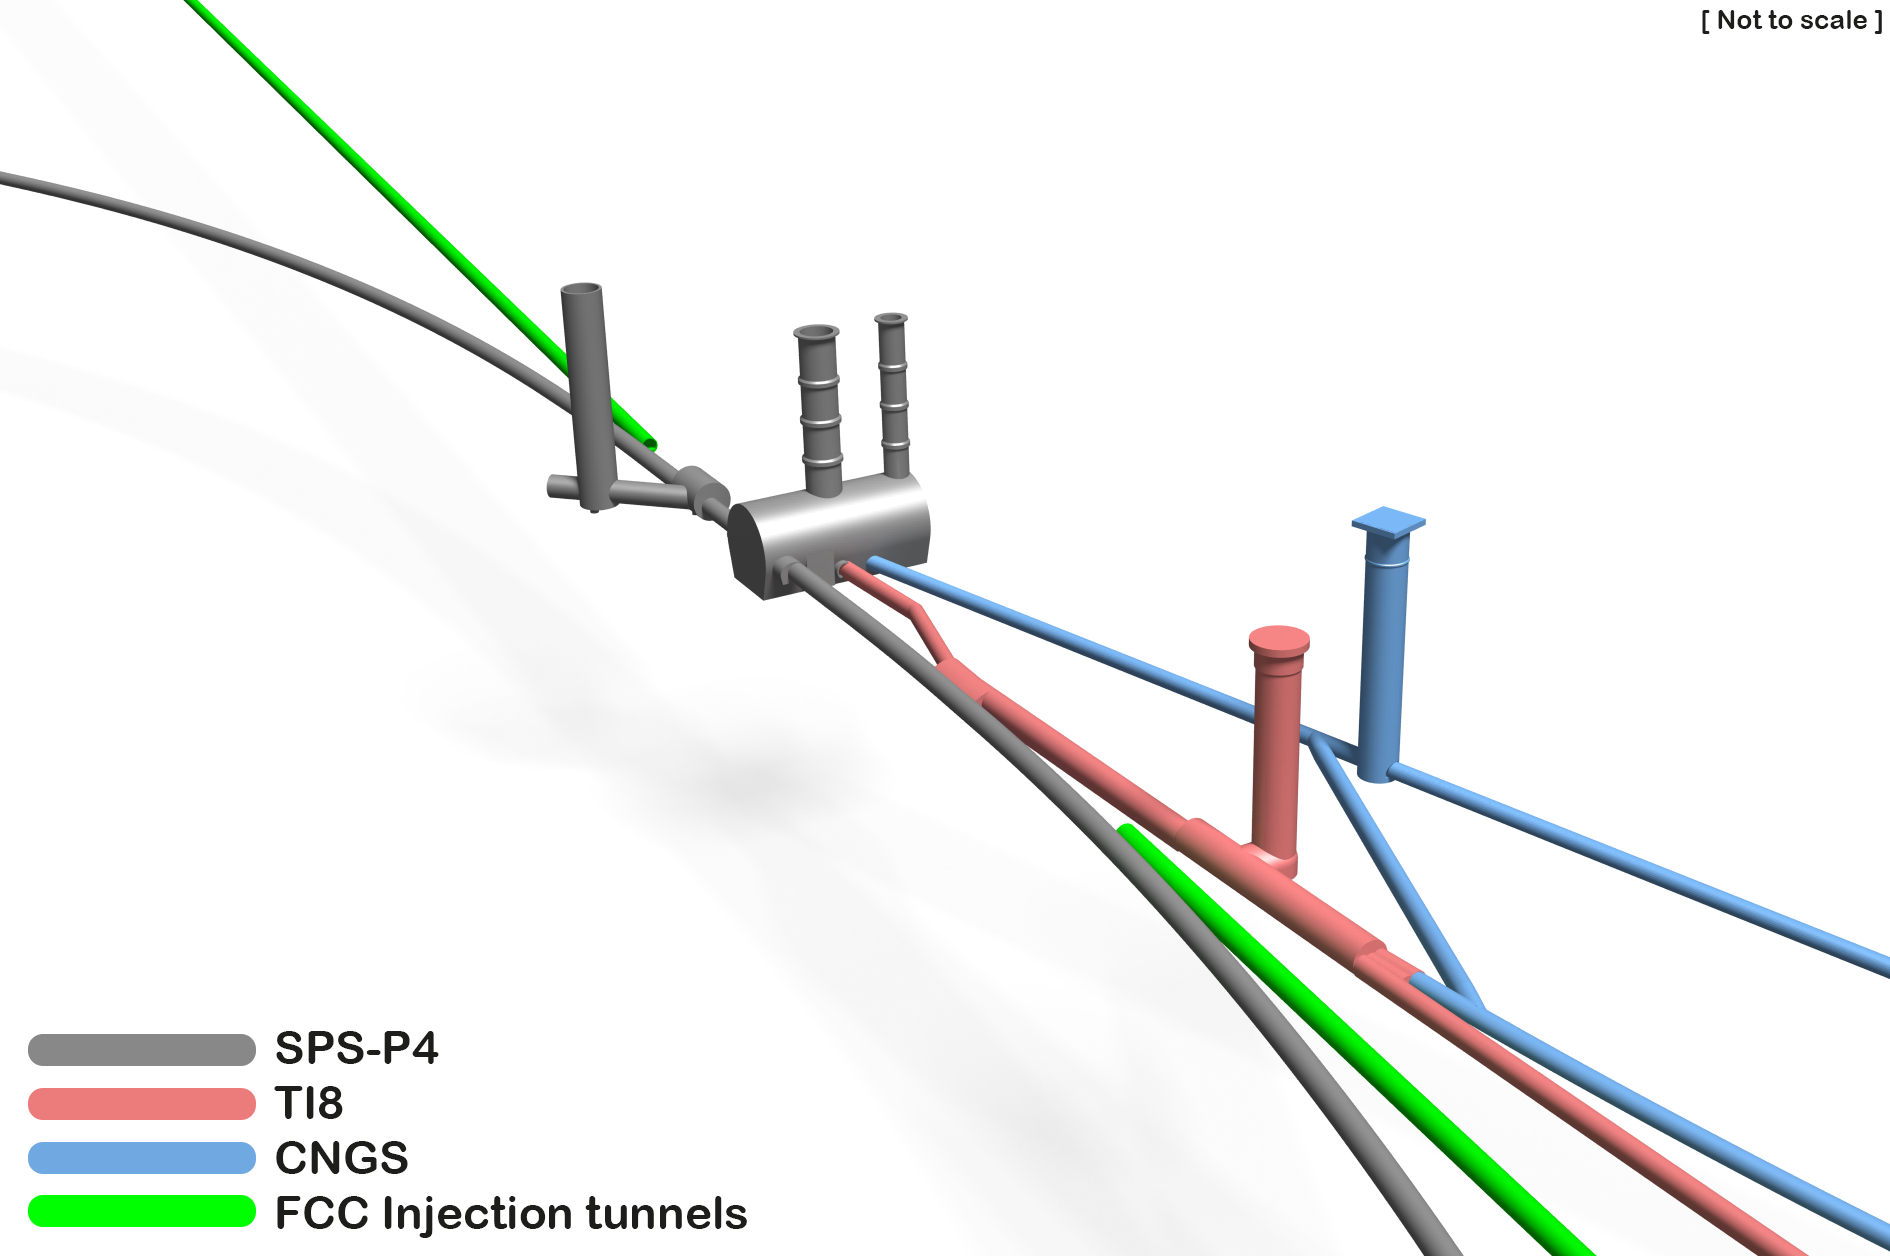 [ Not to scale ]
SPS-P4
TI8
CNGS
FCC Injection tunnels